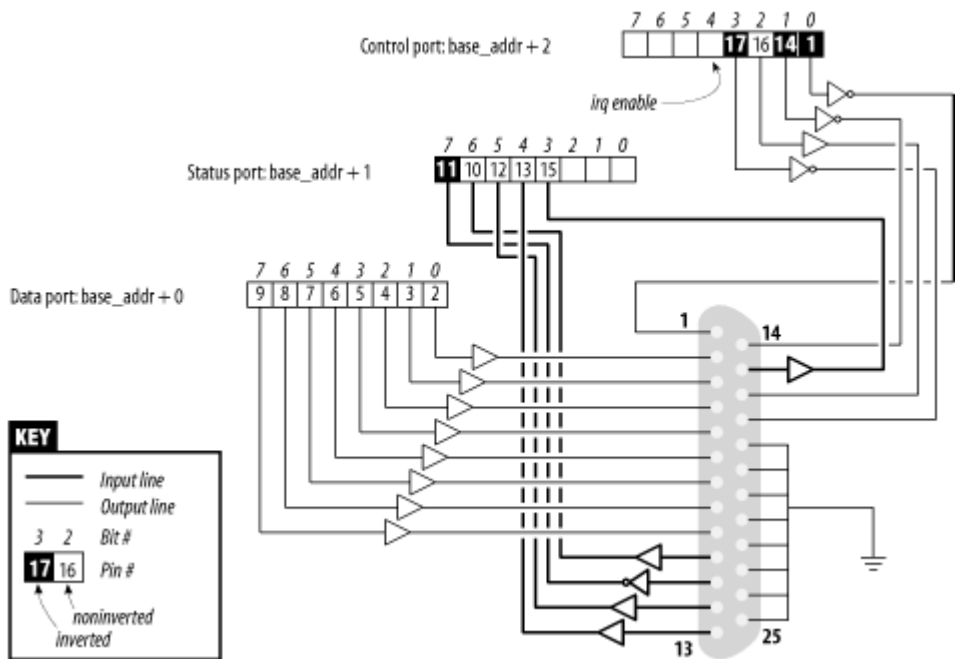 7 6 5 4 3 2 1 0
Control port: base_addr + 2
17 16 14 1
irq enable
7 6 5 4 3 2 1 0
Status port: base_addr + 1
11 10 12 13 15
7 6 5 4 3 2 1 0
Data port: base_addr + 0
9 8 7 6 5 4 3 2
1
14
KEY
Input line
Output line
3 2 Bit #
17 16 Pin #
noninverted
inverted
13
25